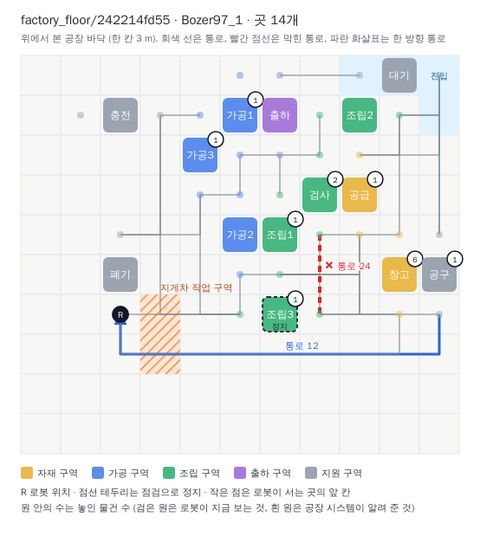 factory_floor/242214fd55 · Bozer97_1 · 곳 14개
위에서 본 공장 바닥 (한 칸 3 m). 회색 선은 통로, 빨간 점선은 막힌 통로, 파란 화살표는 한 방향 통로
대기
진입
충전
가공1
1
출하
조립2
가공3
1
검사
2
공급
1
가공2
조립1
1
✕ 통로 24
폐기
창고
6
공구
1
지게차 작업 구역
R
조립3
1
정지
통로 12
자재 구역
가공 구역
조립 구역
출하 구역
지원 구역
R 로봇 위치 · 점선 테두리는 점검으로 정지 · 작은 점은 로봇이 서는 곳의 앞 칸
원 안의 수는 놓인 물건 수 (검은 원은 로봇이 지금 보는 것, 흰 원은 공장 시스템이 알려 준 것)